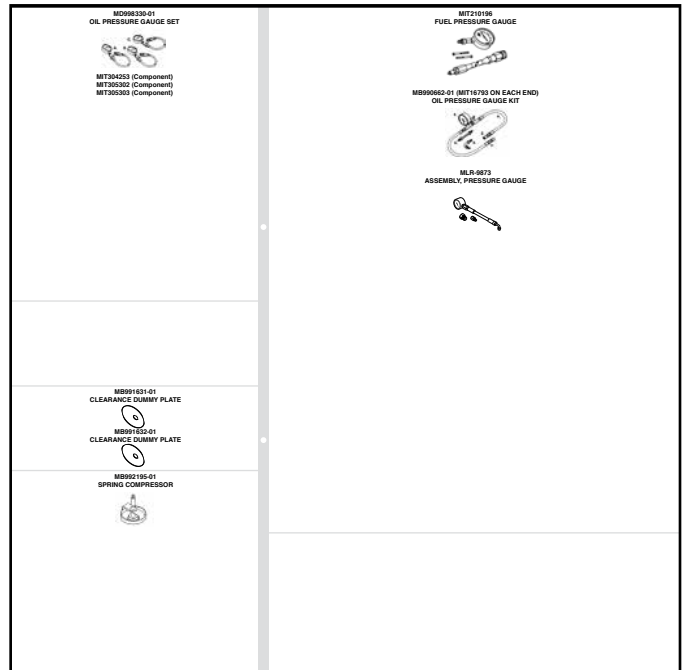 MD998330-01
OIL PRESSURE GAUGE SET
MIT304253 (Component)
MIT305302 (Component)
MIT305303 (Component)
MB991631-01
CLEARANCE DUMMY PLATE
MB991632-01
CLEARANCE DUMMY PLATE
MB992195-01
SPRING COMPRESSOR
MIT210196
FUEL PRESSURE GAUGE
MB990662-01 (MIT16793 ON EACH END)
OIL PRESSURE GAUGE KIT
MLR-9873
ASSEMBLY, PRESSURE GAUGE